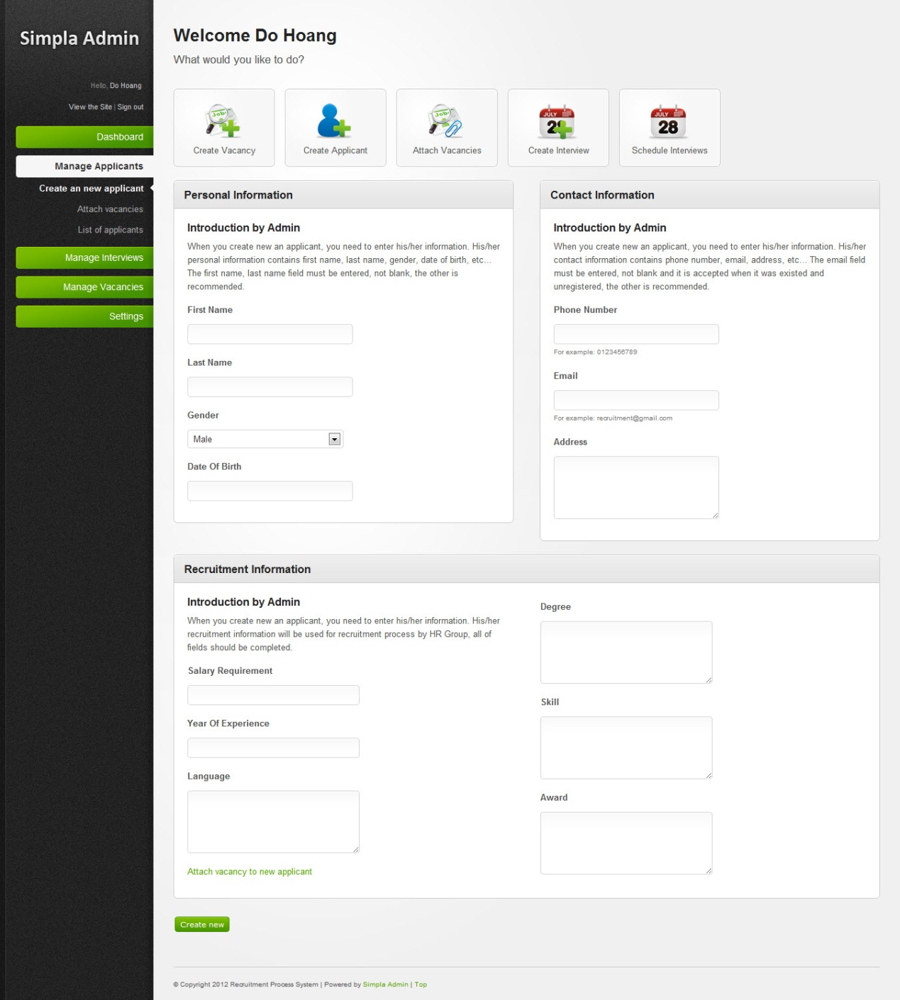 Simpla Admin
Hello, Do Hoang
View the Site | Sign out
Dashboard
Manage Applicants
Create an new applicant
Attach vacancies
List of applicants
Manage Interviews
Manage Vacancies
Settings
Welcome Do Hoang
What would you like to do?
Job!
Create Vacancy
Create Applicant
Job!
Attach Vacancies
JULY
28
Create Interview
JULY
28
Schedule Interviews
Personal Information
Introduction by Admin
When you create new an applicant, you need to enter his/her information. His/her
personal information contains first name, last name, gender, date of birth, etc...
The first name, last name field must be entered, not blank, the other is
recommended.
First Name
Last Name
Gender
Male
Date Of Birth
Contact Information
Introduction by Admin
When you create new an applicant, you need to enter his/her information. His/her
contact information contains phone number, email, address, etc... The email field
must be entered, not blank and it is accepted when it was existed and
unregistered, the other is recommended.
Phone Number
For example: 0123456789
Email
For example: recruitment@gmail.com
Address
Recruitment Information
Introduction by Admin
When you create new an applicant, you need to enter his/her information. His/her
recruitment information will be used for recruitment process by HR Group, all of
fields should be completed.
Salary Requirement
Year Of Experience
Language
Attach vacancy to new applicant
Degree
Skill
Award
Create new
© Copyright 2012 Recruitment Process System | Powered by Simpla Admin | Top